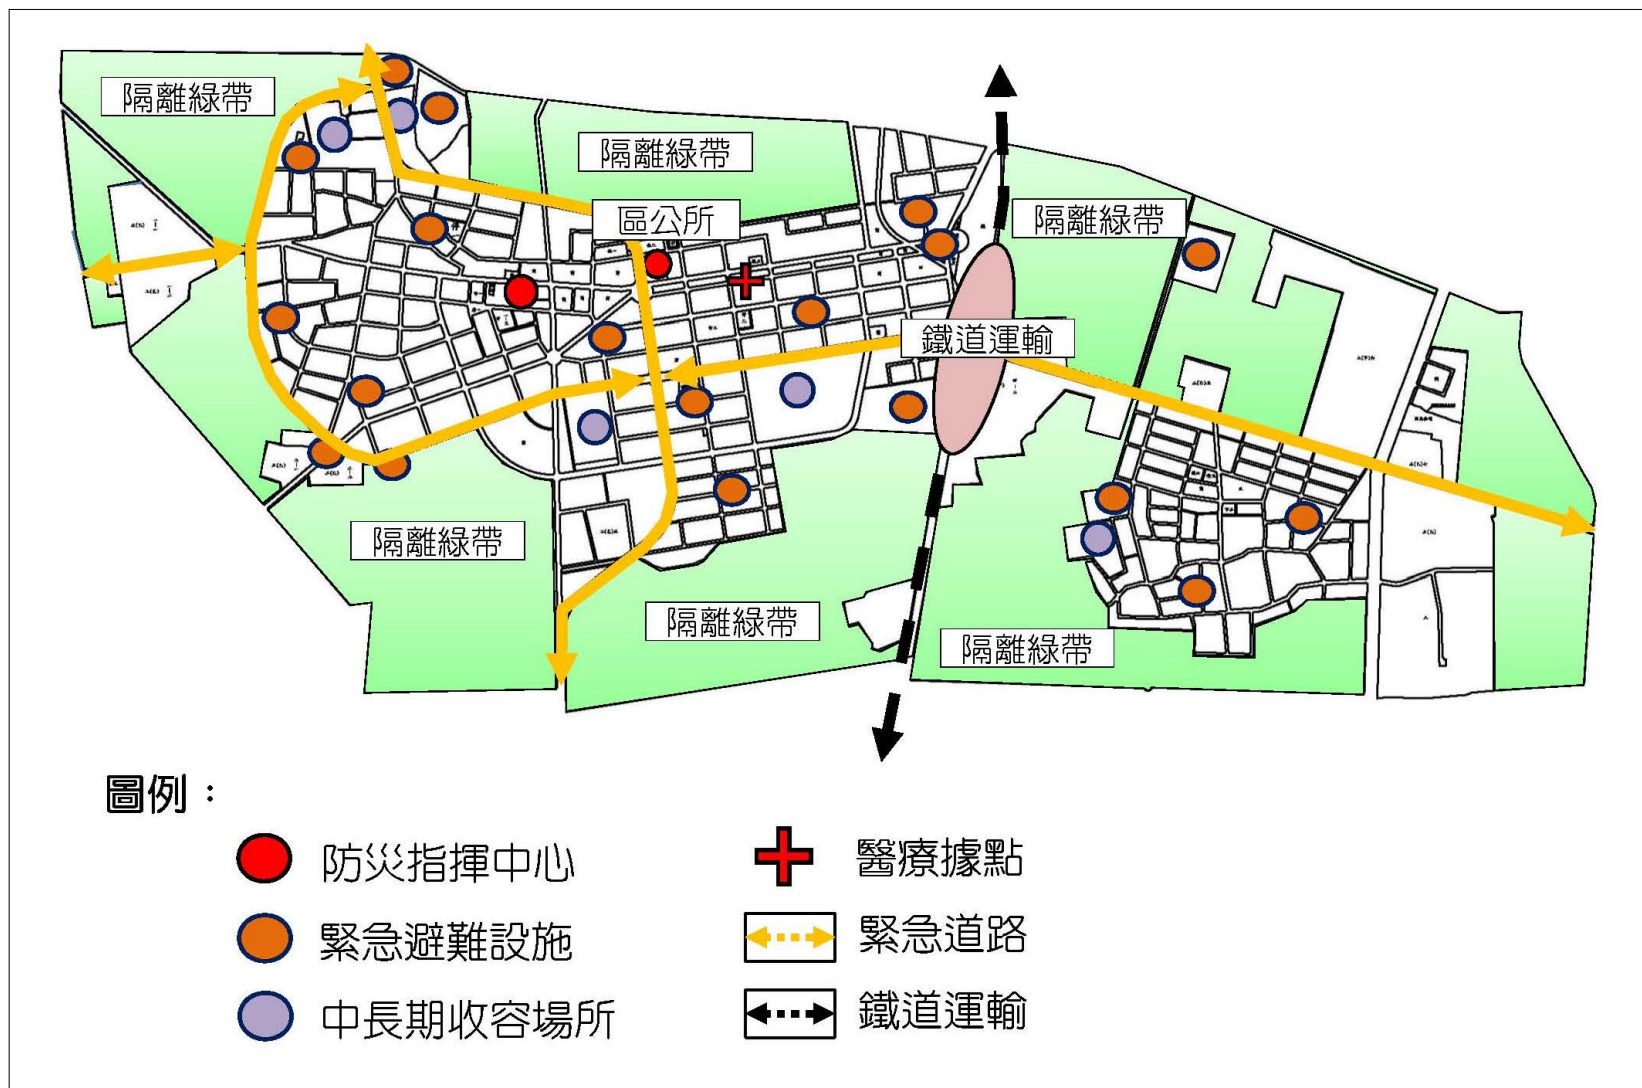 隔離綠帶
隔離綠帶
區公所
隔離綠帶
鐵道運輸
隔離綠帶
隔離綠帶
隔離綠帶
圖例：
防災指揮中心
醫療據點
緊急避難設施
緊急道路
中長期收容場所
鐵道運輸